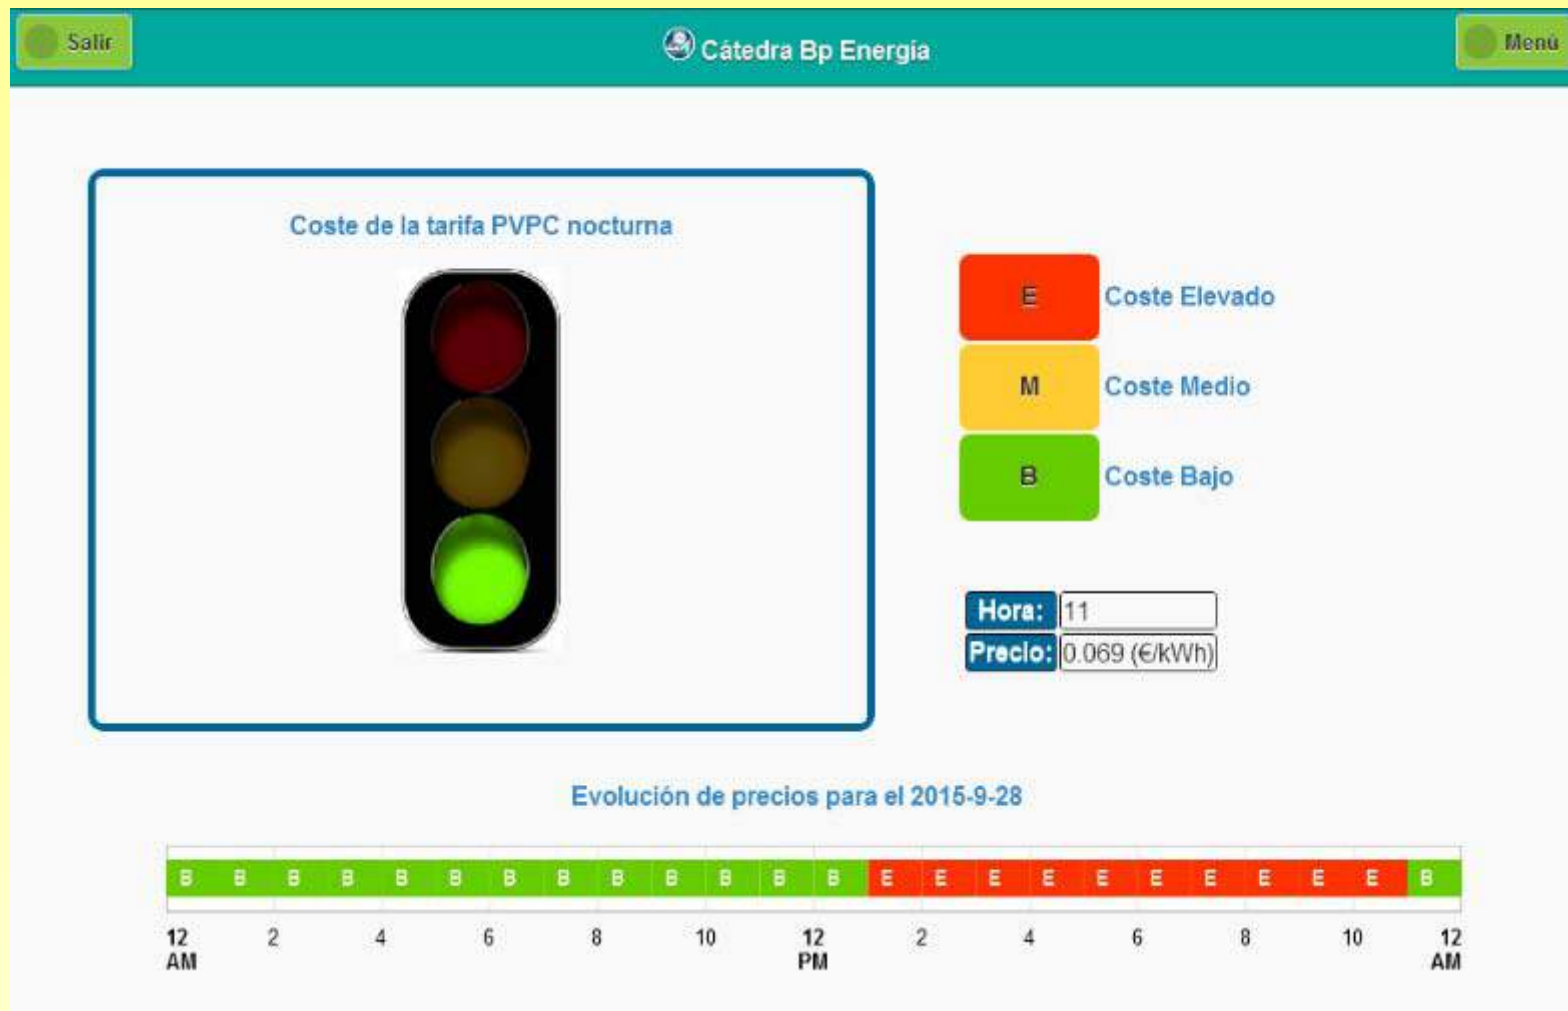 Salir
Cátedra Bp Energía
Menú
Coste de la tarifa PVPC nocturna
E Coste Elevado
M Coste Medio
B Coste Bajo
Hora: 11
Precio: 0.069 (€/kWh)
Evolución de precios para el 2015-9-28
B B B B B B B B B B B B B E E E E E E E E E E B
12 2 4 6 8 10 12 2 4 6 8 10 12
AM PM AM